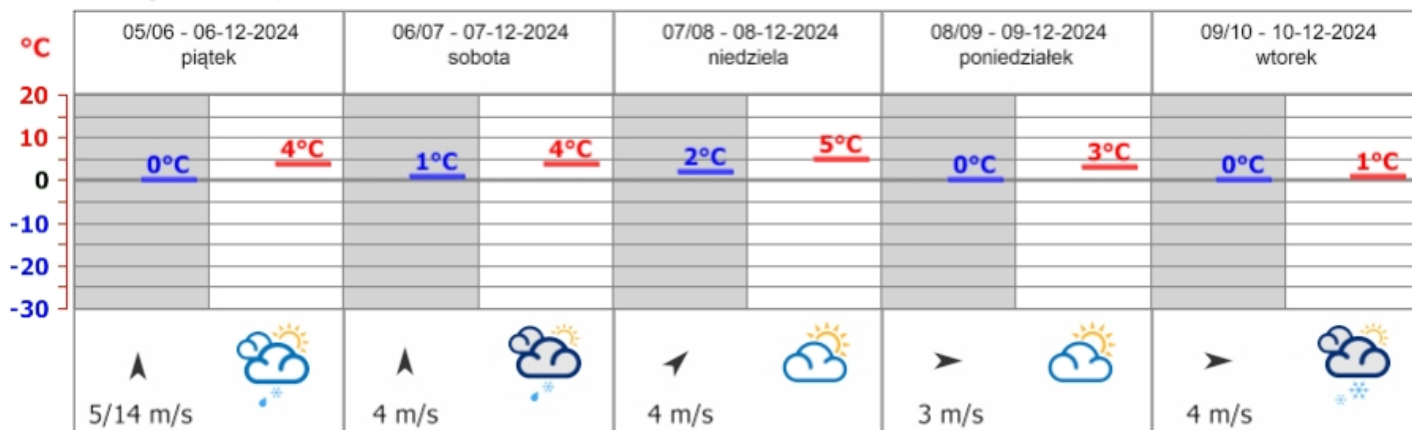 °C
05/06 - 06-12-2024
piątek
06/07 - 07-12-2024
sobota
07/08 - 08-12-2024
niedziela
08/09 - 09-12-2024
poniedziałek
09/10 - 10-12-2024
wtorek
20
10
0
-10
-20
-30
0°C
4°C
1°C
4°C
2°C
5°C
0°C
3°C
0°C
1°C
5/14 m/s
4 m/s
4 m/s
3 m/s
4 m/s